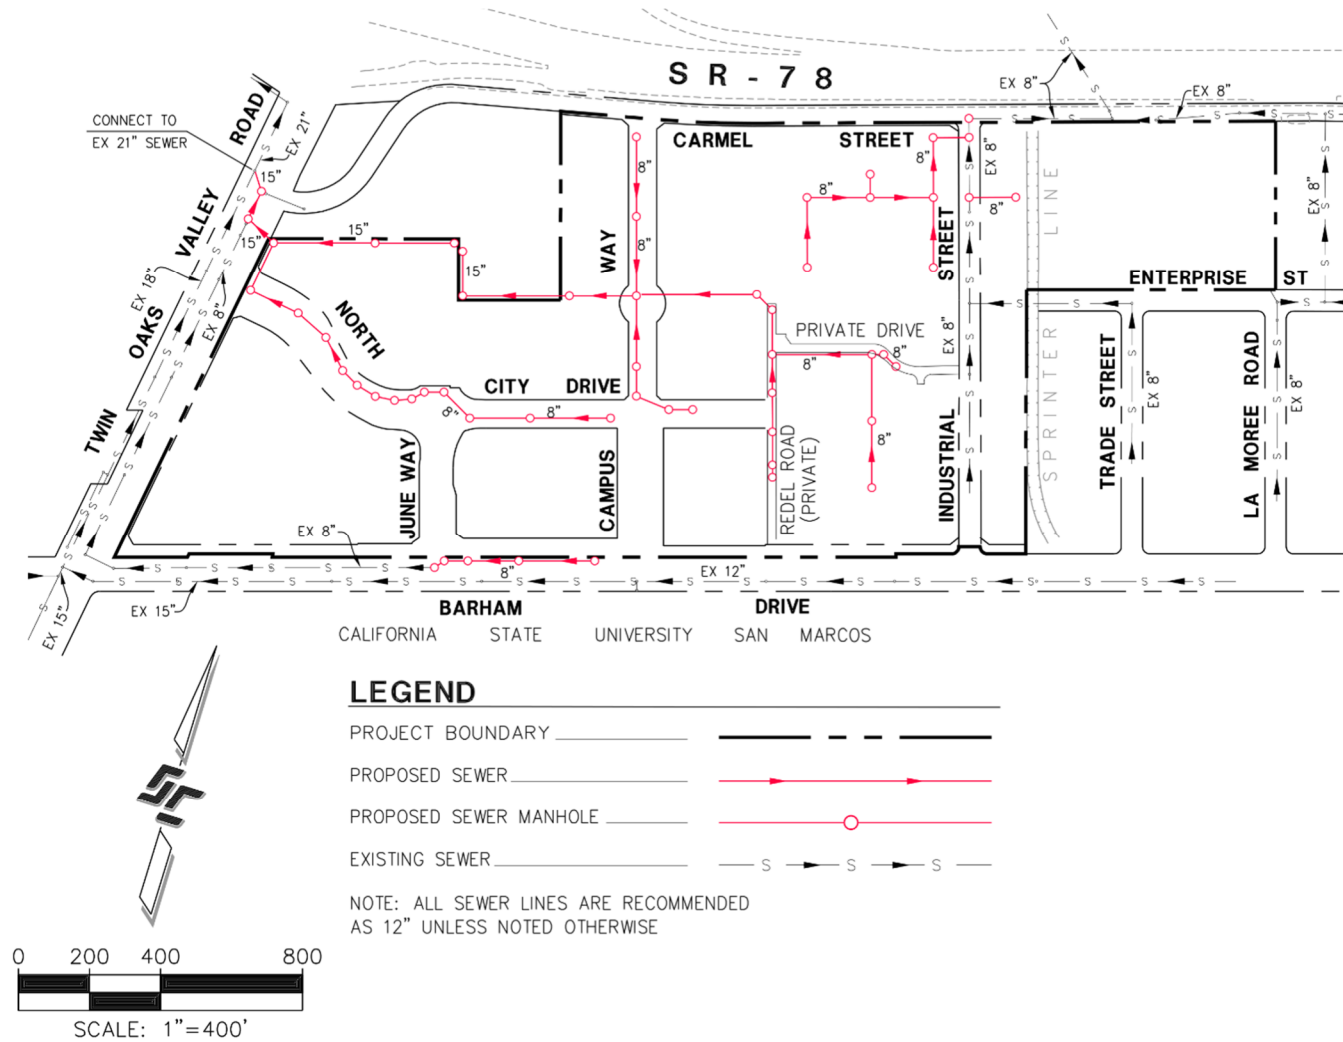 SR-78
EX 8"
EX 8"
CONNECT TO
EX 21" SEWER
TWIN OAKS VALLEY ROAD
EX 21"
15"
15"
15"
15"
EX 18"
EX 8"
CARMEL STREET
8"
8"
8"
8"
EX 8"
8"
EX 8"
LINE
SPRINTER
ENTERPRISE ST
WAY
CAMPUS
NORTH
CITY DRIVE
PRIVATE DRIVE
8"
8"
8"
EX 8"
STREET
INDUSTRIAL
8"
8"
JUNE WAY
REDEL ROAD
(PRIVATE)
TRADE STREET
EX 8"
LA MOREE ROAD
EX 8"
EX 8"
8"
EX 12"
EX 15"
EX 15"
BARHAM DRIVE
CALIFORNIA STATE UNIVERSITY SAN MARCOS
LEGEND
PROJECT BOUNDARY
PROPOSED SEWER
PROPOSED SEWER MANHOLE
EXISTING SEWER
S S S
NOTE: ALL SEWER LINES ARE RECOMMENDED
AS 12" UNLESS NOTED OTHERWISE
0 200 400 800
SCALE: 1"=400'